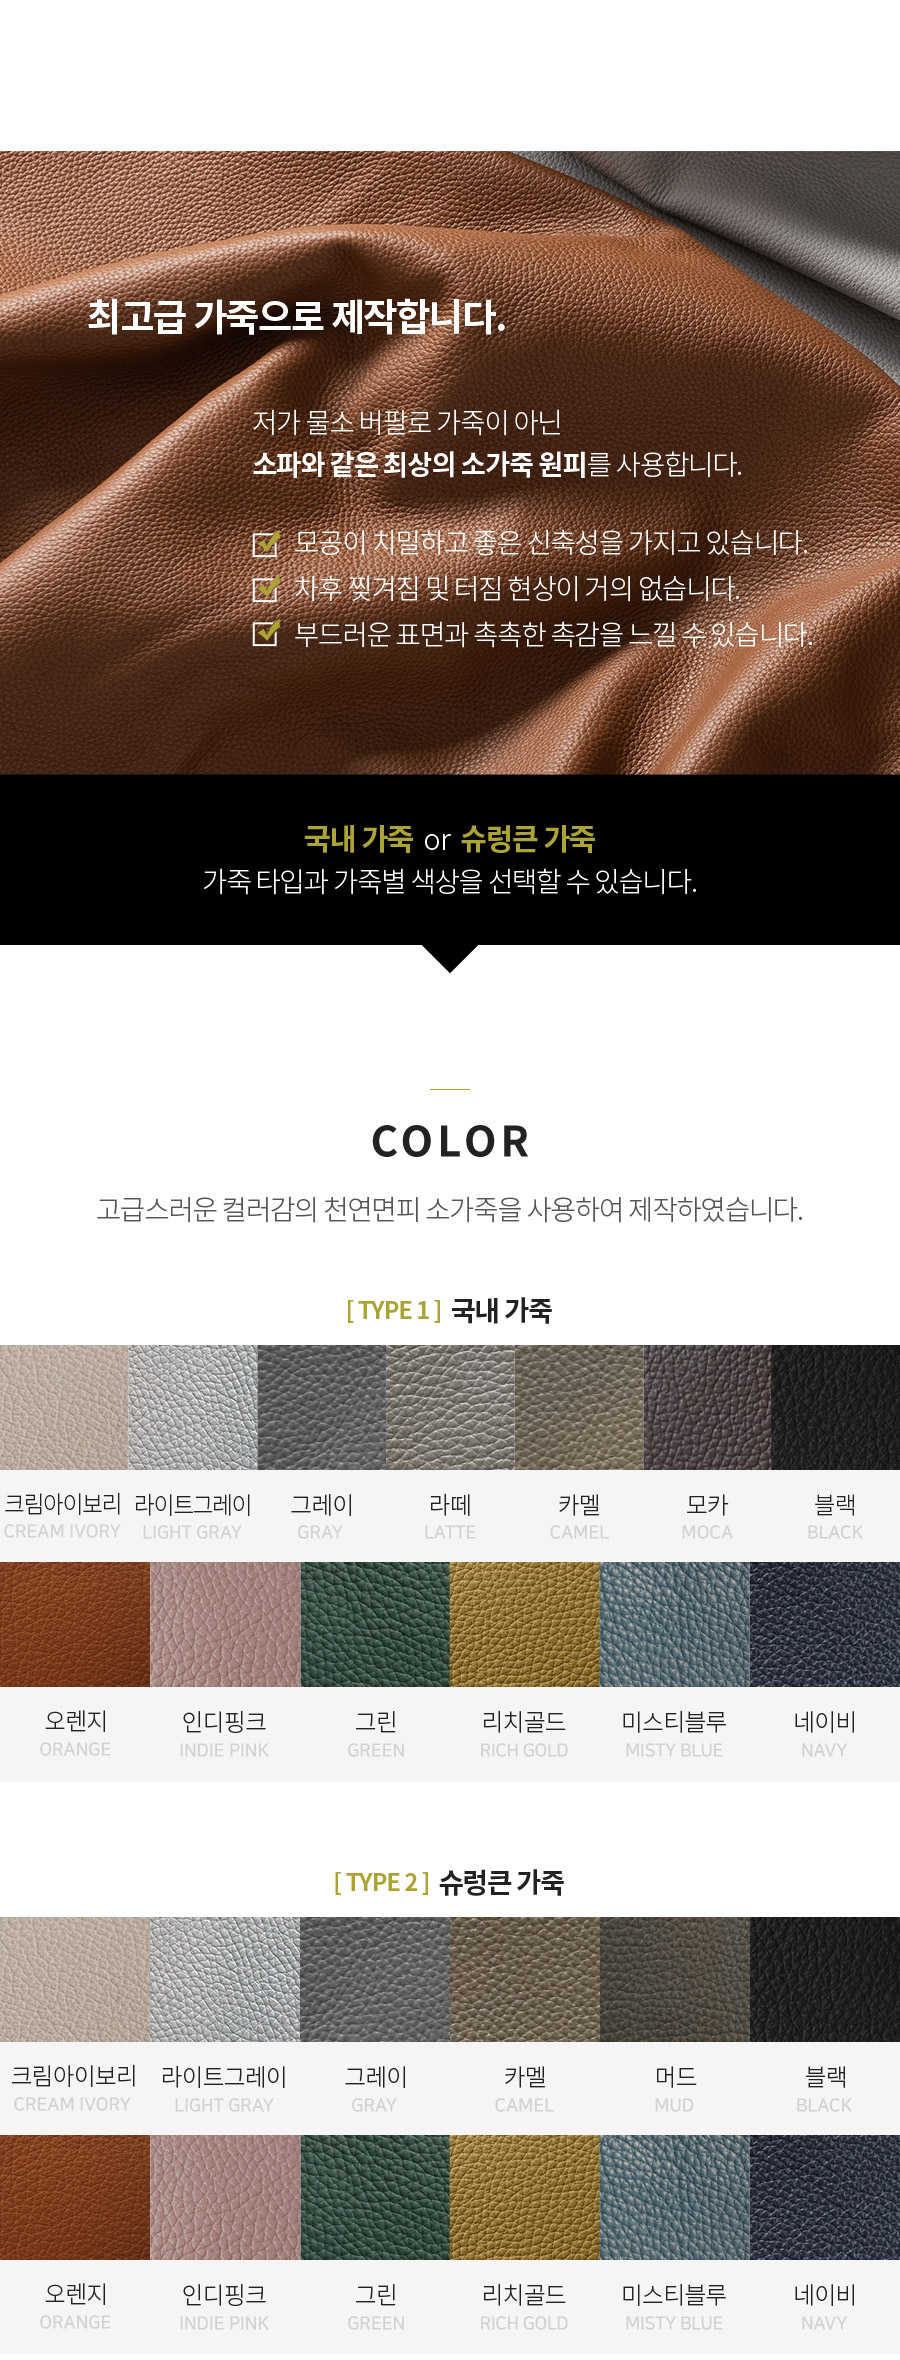 최고급 가죽으로 제작합니다.
저가 물소 버팔로 가죽이 아닌
소파와 같은 최상의 소가죽 원피를 사용합니다.
모공이 치밀하고 좋은 신축성을 가지고 있습니다.
차후 찢겨짐 및 터짐 현상이 거의 없습니다.
부드러운 표면과 촉촉한 촉감을 느낄 수 있습니다.
국내 가죽 or 슈렁큰 가죽
가죽 타입과 가죽별 색상을 선택할 수 있습니다.
COLOR
고급스러운 컬러감의 천연면피 소가죽을 사용하여 제작하였습니다.
[ TYPE 1 ] 국내 가죽
크림아이보리 라이트그레이 그레이 라떼 카멜 모카 블랙
CREAM IVORY LIGHT GRAY GRAY LATTE CAMEL MOCA BLACK
오렌지 인디핑크 그린 리치골드 미스티블루 네이비
ORANGE INDIE PINK GREEN RICH GOLD MISTY BLUE NAVY
[ TYPE 2 ] 슈렁큰 가죽
크림아이보리 라이트그레이 그레이 카멜 머드 블랙
CREAM IVORY LIGHT GRAY GRAY CAMEL MUD BLACK
오렌지 인디핑크 그린 리치골드 미스티블루 네이비
ORANGE INDIE PINK GREEN RICH GOLD MISTY BLUE NAVY